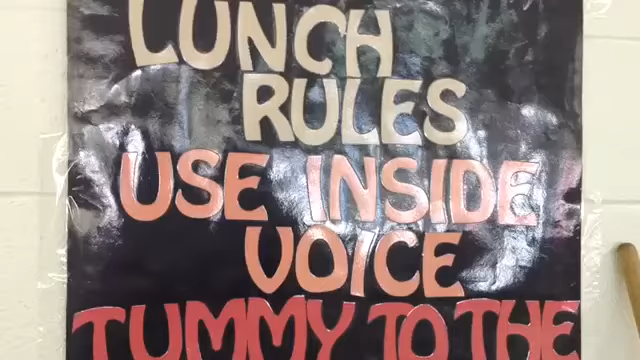 LUNCH
RULES
USE INSIDE
VOICE
TUMMY TO THE